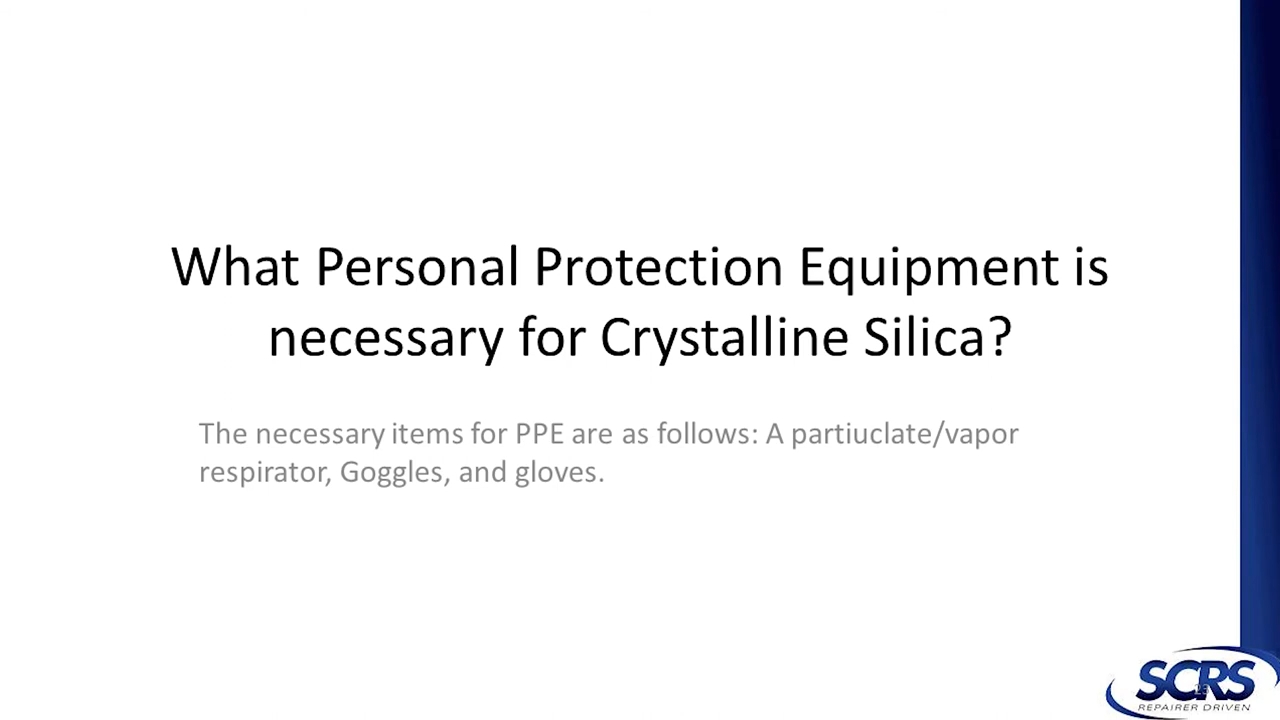 What Personal Protection Equipment is
necessary for Crystalline Silica?
The necessary items for PPE are as follows: A partiuclate/vapor
respirator, Goggles, and gloves.
SCRS
REPAIRER DRIVEN